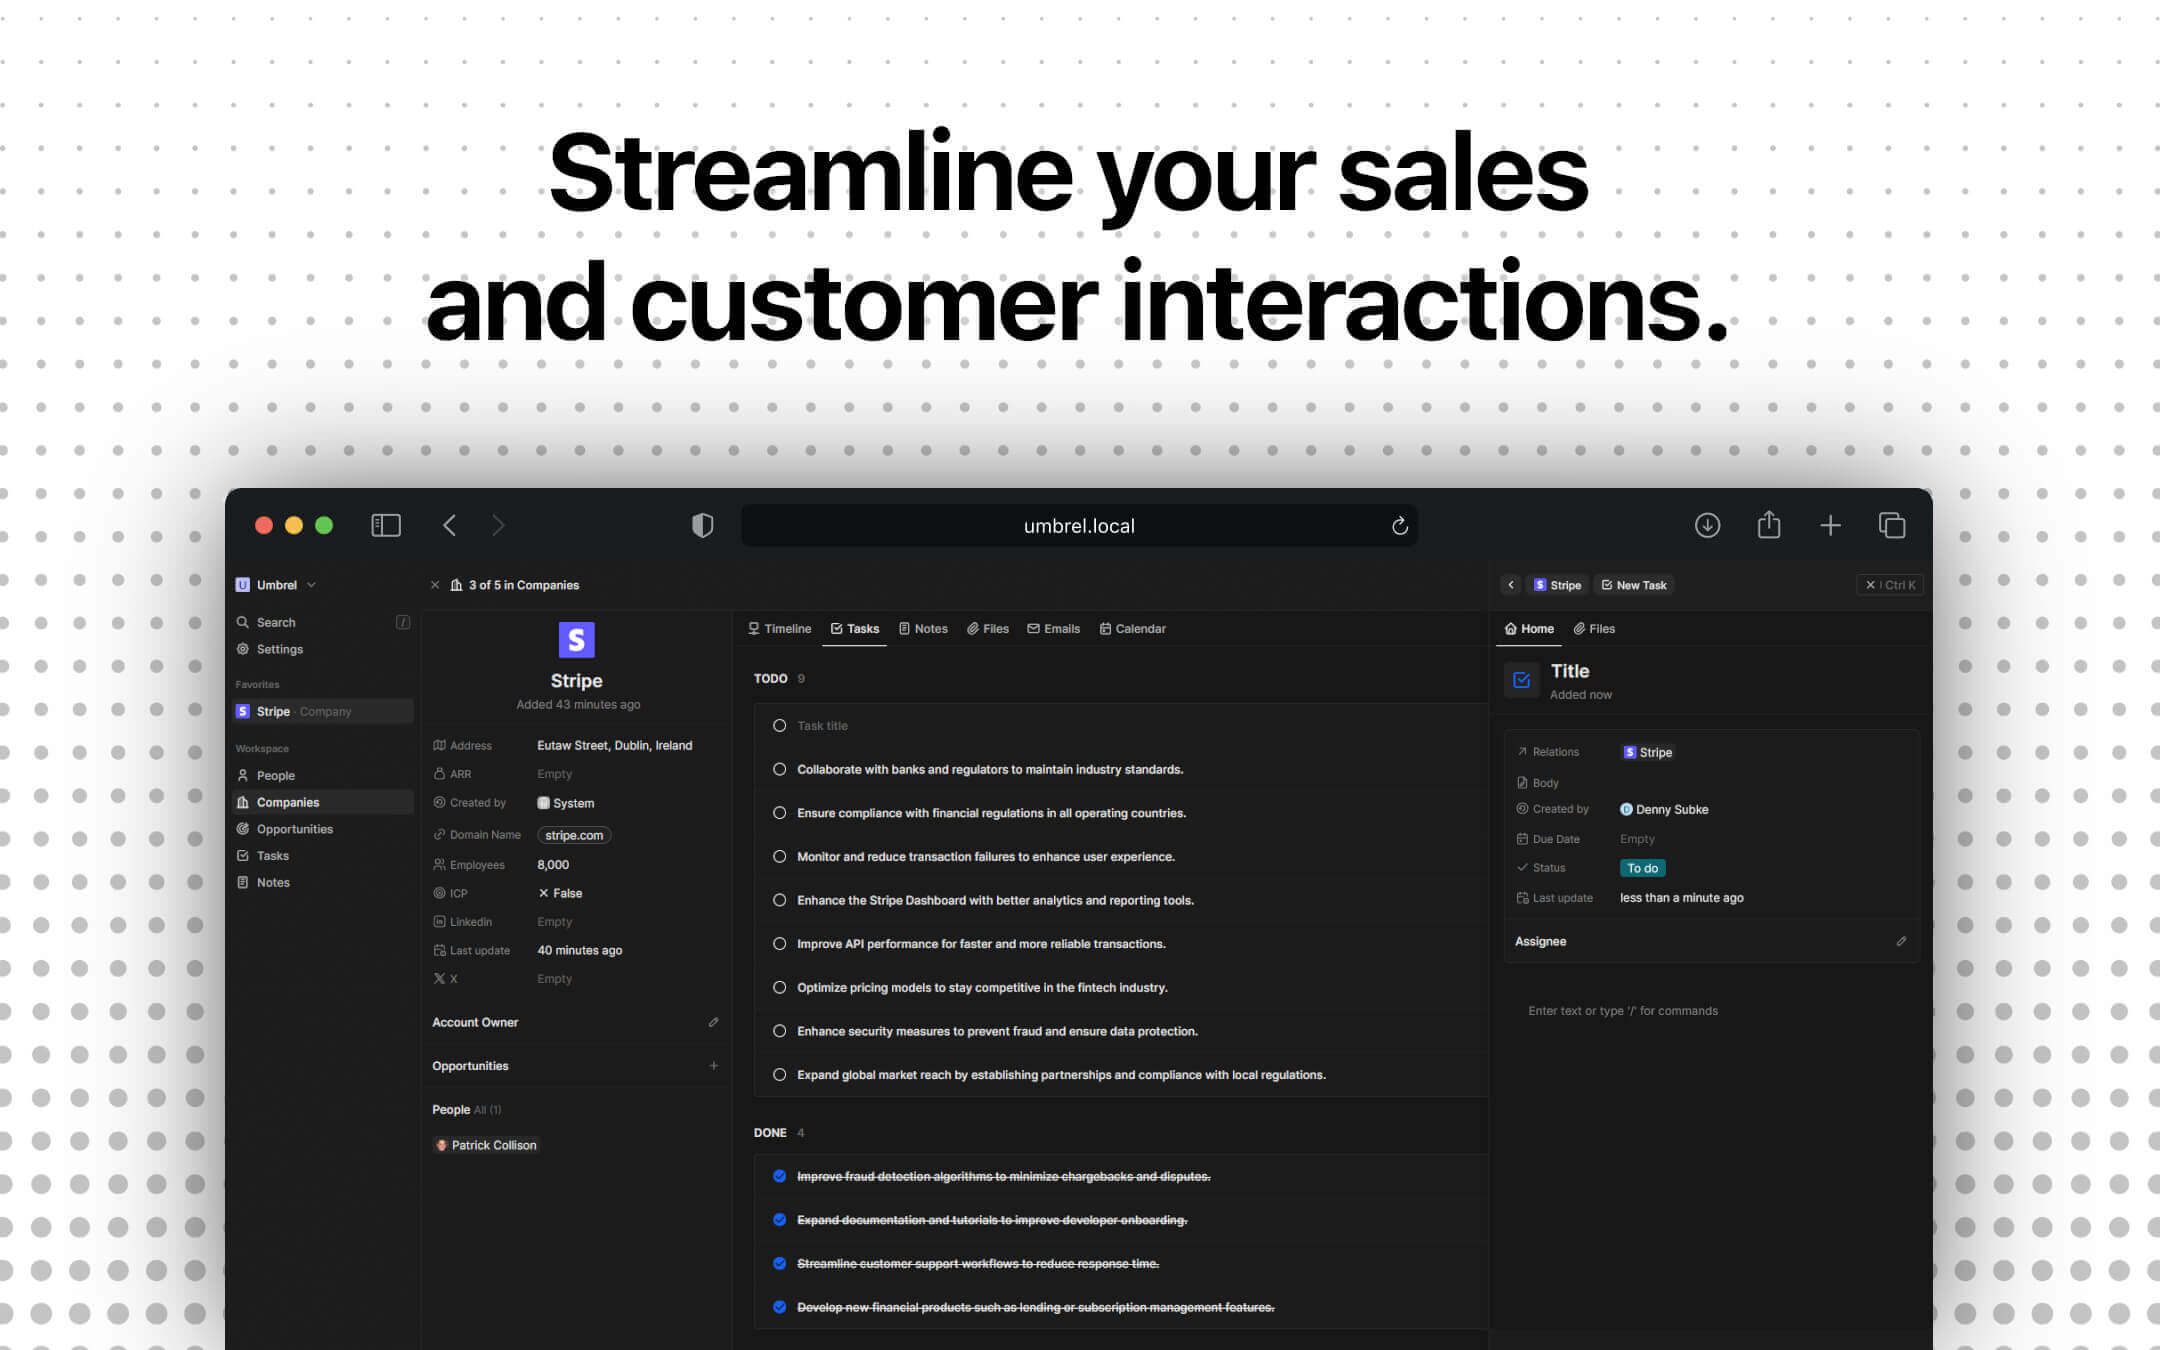 Streamline your sales
and customer interactions.
umbrel.local
U Umbrel
Search /
Settings
Favorites
S Stripe · Company
Workspace
People
Companies
Opportunities
Tasks
Notes
3 of 5 in Companies
S
Stripe
Added 43 minutes ago
Address Eutaw Street, Dublin, Ireland
ARR Empty
Created by System
Domain Name stripe.com
Employees 8,000
ICP False
Linkedin Empty
Last update 40 minutes ago
X Empty
Account Owner
Opportunities
People All (1)
Patrick Collison
Timeline Tasks Notes Files Emails Calendar
TODO 9
Task title
Collaborate with banks and regulators to maintain industry standards.
Ensure compliance with financial regulations in all operating countries.
Monitor and reduce transaction failures to enhance user experience.
Enhance the Stripe Dashboard with better analytics and reporting tools.
Improve API performance for faster and more reliable transactions.
Optimize pricing models to stay competitive in the fintech industry.
Enhance security measures to prevent fraud and ensure data protection.
Expand global market reach by establishing partnerships and compliance with local regulations.
DONE 4
Improve fraud detection algorithms to minimize chargebacks and disputes.
Expand documentation and tutorials to improve developer onboarding.
Streamline customer support workflows to reduce response time.
Develop new financial products such as lending or subscription management features.
S Stripe New Task Ctrl K
Home Files
Title
Added now
Relations S Stripe
Body
Created by D Denny Subke
Due Date Empty
Status To do
Last update less than a minute ago
Assignee
Enter text or type '/' for commands